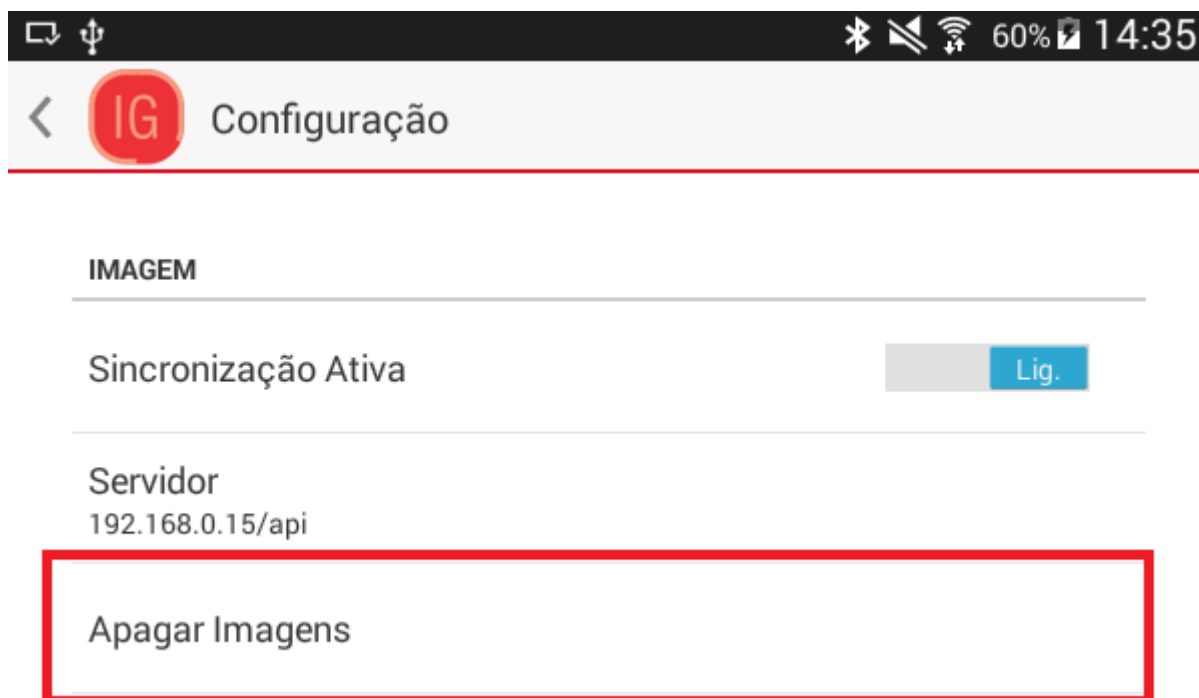 60% 14:35
IG Configuração
IMAGEM
Sincronização Ativa Lig.
Servidor
192.168.0.15/api
Apagar Imagens